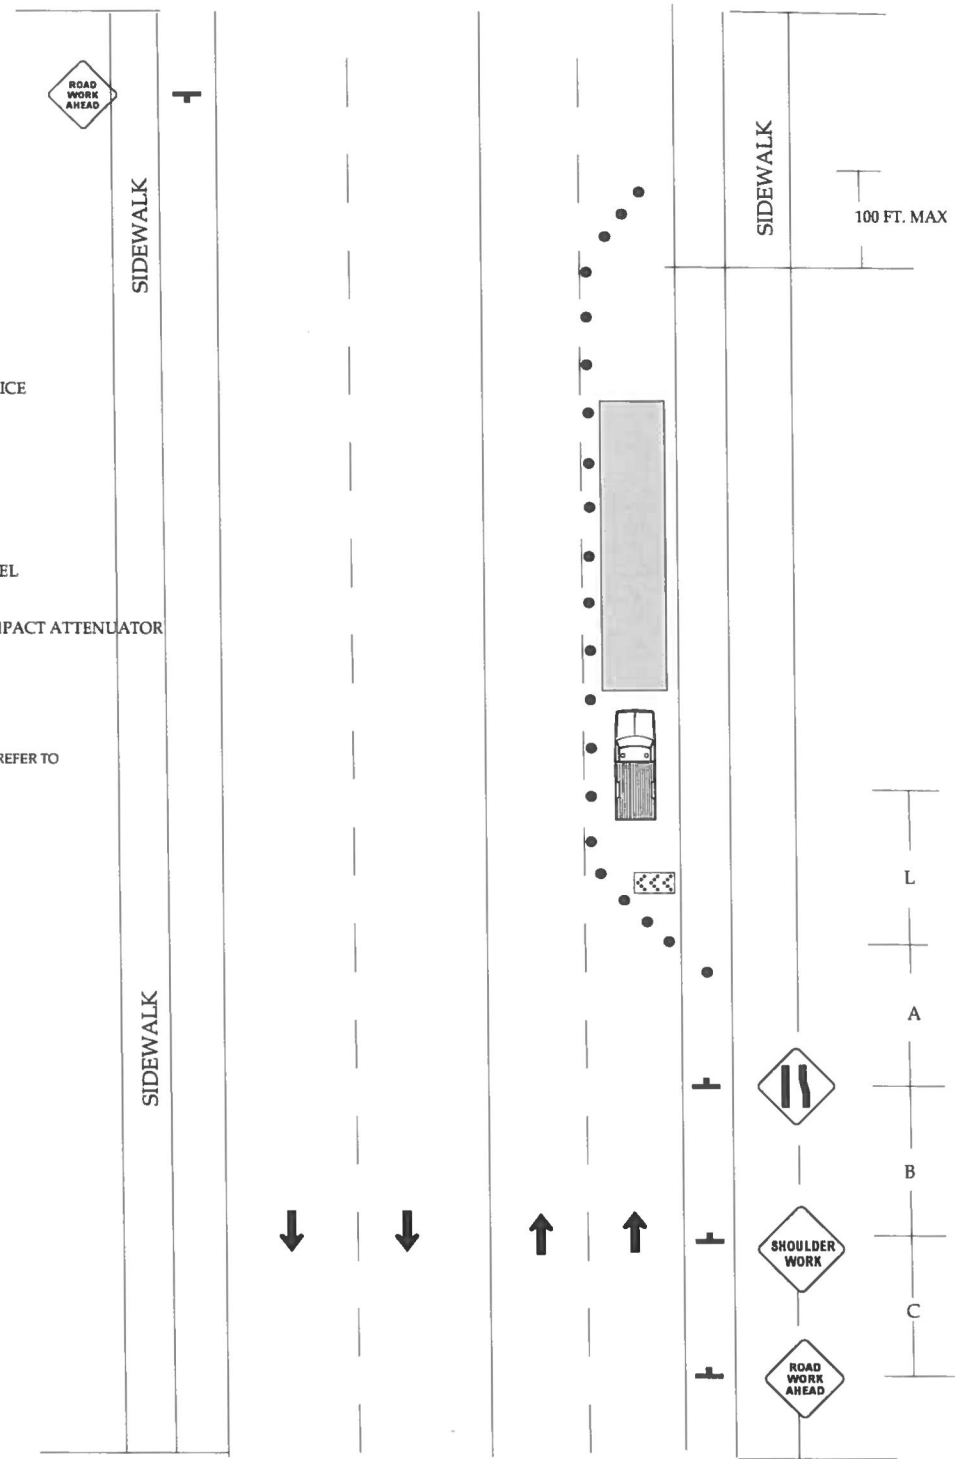 ROAD
WORK
AHEAD
SIDEWALK
SIDEWALK
100 FT. MAX
ICE
EL
PACT ATTENUATOR
REFER TO
L
A
SIDEWALK
B
SHOULDER
WORK
C
ROAD
WORK
AHEAD